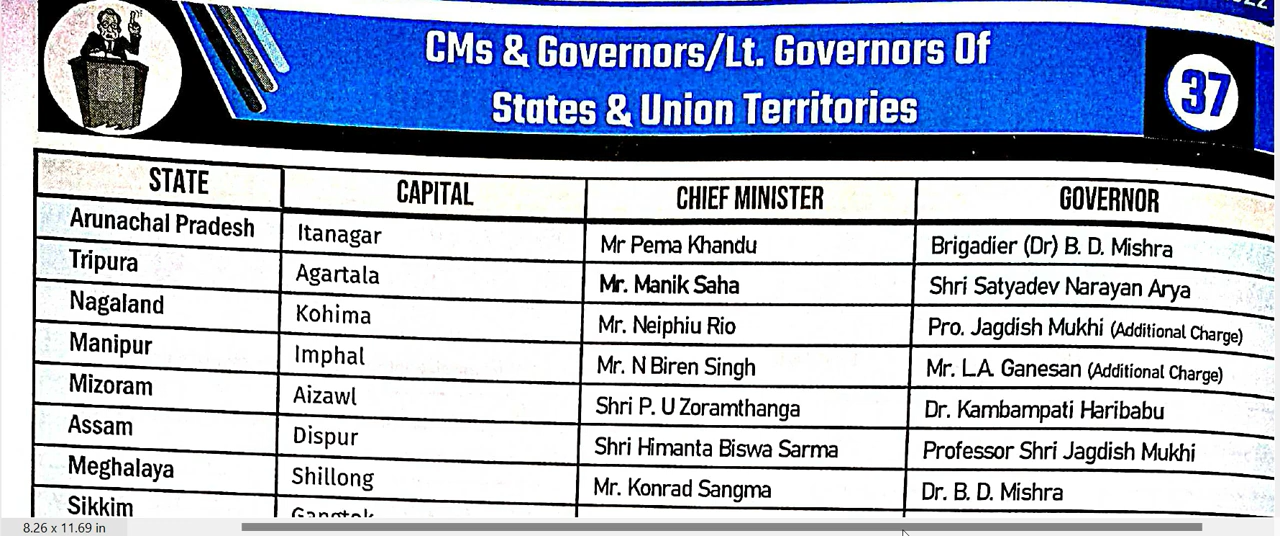 CMs & Governors/Lt. Governors Of
States & Union Territories
37
STATE CAPITAL CHIEF MINISTER GOVERNOR
Arunachal Pradesh Itanagar Mr Pema Khandu Brigadier (Dr) B. D. Mishra
Tripura Agartala Mr. Manik Saha Shri Satyadev Narayan Arya
Nagaland Kohima Mr. Neiphiu Rio Pro. Jagdish Mukhi (Additional Charge)
Manipur Imphal Mr. N Biren Singh Mr. L.A. Ganesan (Additional Charge)
Mizoram Aizawl Shri P. U Zoramthanga Dr. Kambampati Haribabu
Assam Dispur Shri Himanta Biswa Sarma Professor Shri Jagdish Mukhi
Meghalaya Shillong Mr. Konrad Sangma Dr. B. D. Mishra
Sikkim Gangtok
8.26 x 11.69 in